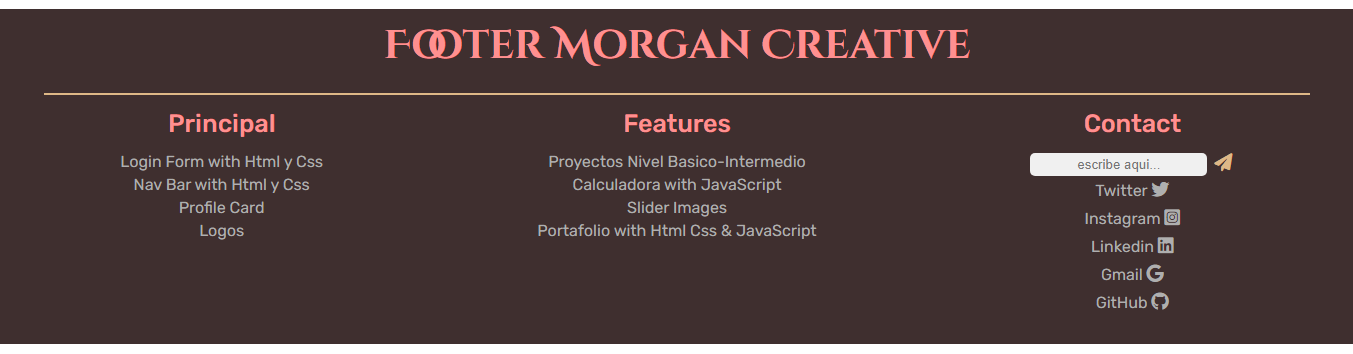 Footer Morgan Creative
Principal
Login Form with Html y Css
Nav Bar with Html y Css
Profile Card
Logos
Features
Proyectos Nivel Basico-Intermedio
Calculadora with JavaScript
Slider Images
Portafolio with Html Css & JavaScript
Contact
escribe aqui...
Twitter
Instagram
Linkedin
Gmail
GitHub